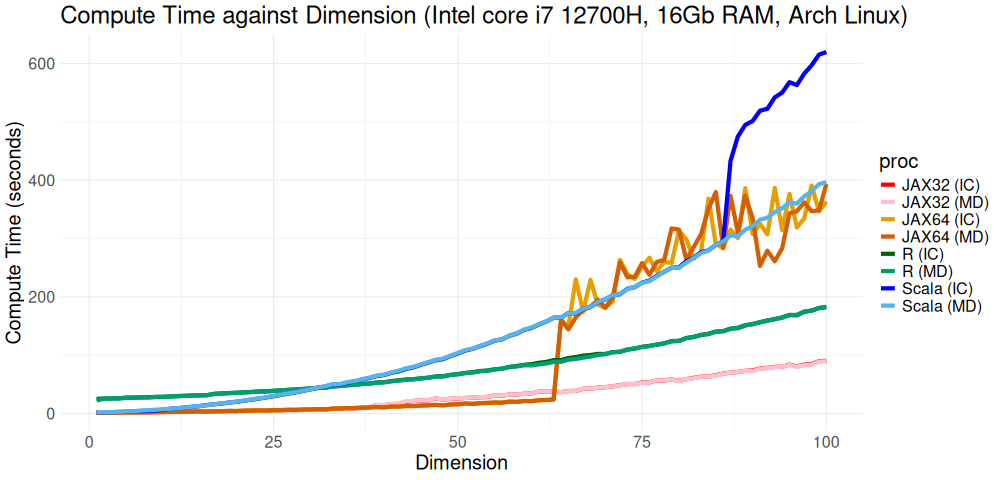 Compute Time against Dimension (Intel core i7 12700H, 16Gb RAM, Arch Linux)
Compute Time (seconds)
600
400
200
0
0
25
50
75
100
Dimension
proc
JAX32 (IC)
JAX32 (MD)
JAX64 (IC)
JAX64 (MD)
R (IC)
R (MD)
Scala (IC)
Scala (MD)